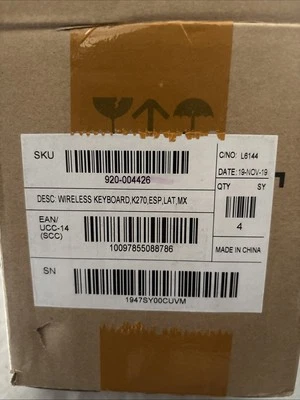 SKU
920-004426
C/NO: L6144
DATE: 19-NOV-19
DESC: WIRELESS KEYBOARD,K270,ESP,LAT,MX
QTY SY
4
EAN/
UCC-14
(SCC)
10097855088786
MADE IN CHINA
SN
1947SY00CUVM